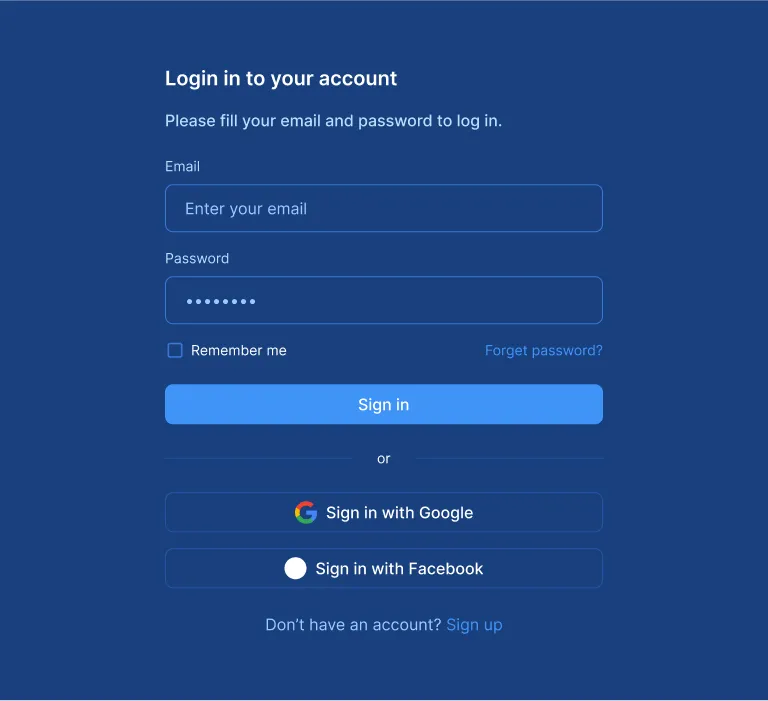 Login in to your account
Please fill your email and password to log in.
Email
Enter your email
Password
••••••••
Remember me
Forget password?
Sign in
or
Sign in with Google
Sign in with Facebook
Don’t have an account? Sign up